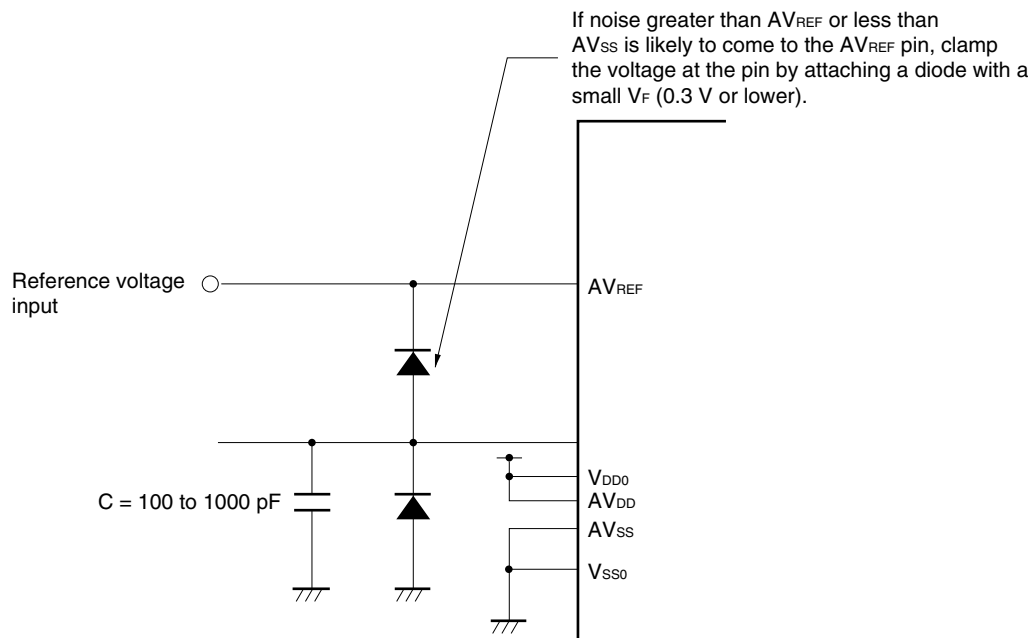 If noise greater than AVREF or less than
AVSS is likely to come to the AVREF pin, clamp
the voltage at the pin by attaching a diode with a
small VF (0.3 V or lower).
Reference voltage
input
AVREF
VDD0
AVDD
C = 100 to 1000 pF
AVSS
VSS0